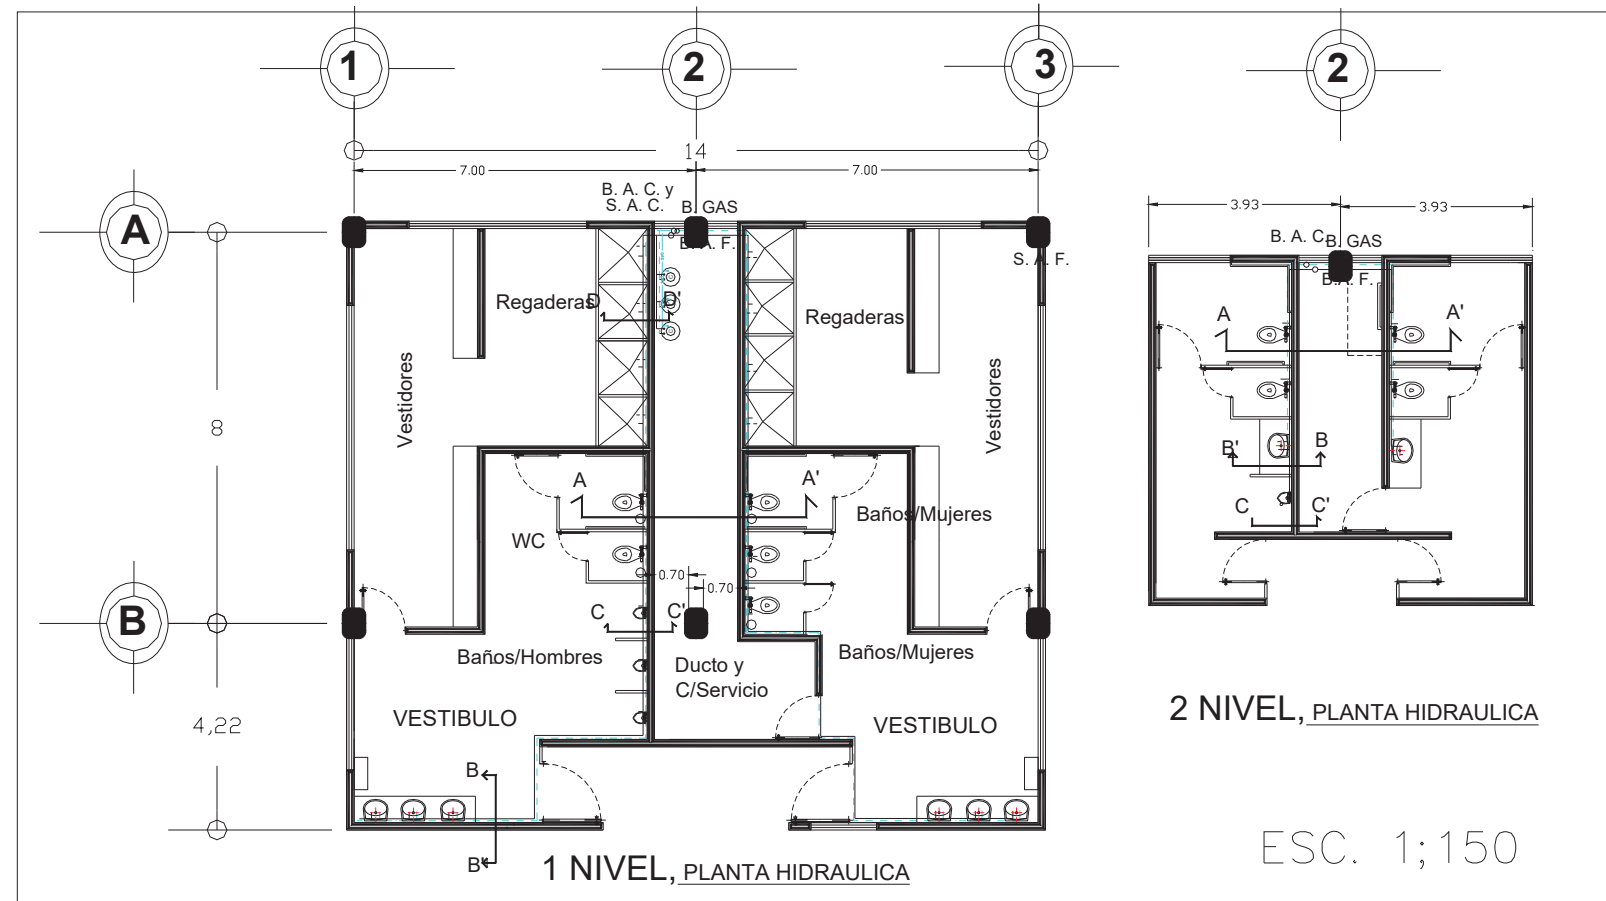 1
2
3
2
14
7.00
7.00
B. A. C. y
S. A. C.
B. GAS
B. A. F.
S. A. F.
A
8
B
4,22
Regaderas
D
D'
Regaderas
Vestidores
Vestidores
A
A'
WC
Baños/Mujeres
0.70
0.70
C
C'
Baños/Hombres
Ducto y
C/Servicio
Baños/Mujeres
VESTIBULO
VESTIBULO
B
B'
1 NIVEL, PLANTA HIDRAULICA
3.93
3.93
B. A. C.
B. GAS
B.A. F.
A
A'
B'
B
C
C'
2 NIVEL, PLANTA HIDRAULICA
ESC. 1;150